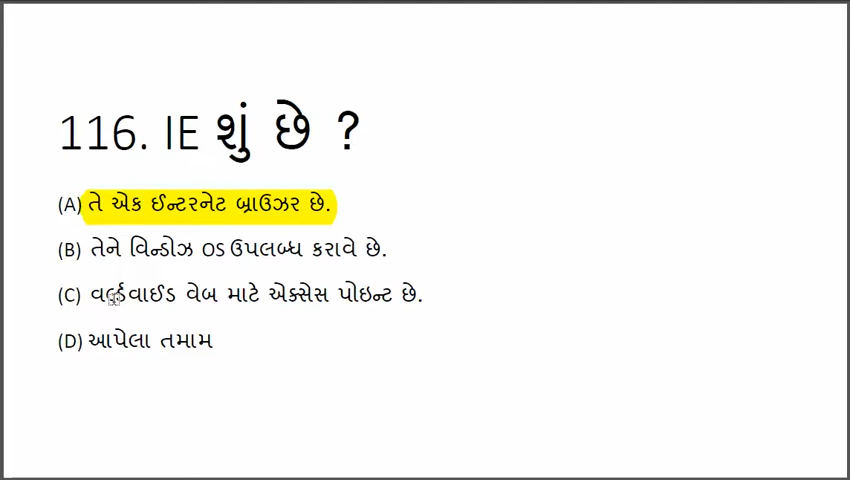 116. IE શું છે ?
(A) તે એક ઈન્ટરનેટ બ્રાઉઝર છે.
(B) તેને વિન્ડોઝ OS ઉપલબ્ધ કરાવે છે.
(C) વર્લ્ડવાઈડ વેબ માટે એક્સેસ પોઇન્ટ છે.
(D) આપેલા તમામ